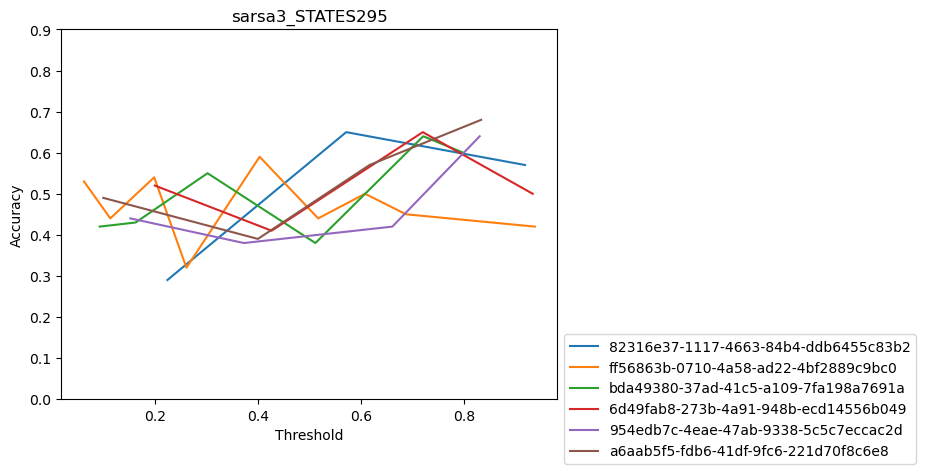 sarsa3_STATES295
Accuracy
0.9
0.8
0.7
0.6
0.5
0.4
0.3
0.2
0.1
0.0
0.2 0.4 0.6 0.8
Threshold
82316e37-1117-4663-84b4-ddb6455c83b2
ff56863b-0710-4a58-ad22-4bf2889c9bc0
bda49380-37ad-41c5-a109-7fa198a7691a
6d49fab8-273b-4a91-948b-ecd14556b049
954edb7c-4eae-47ab-9338-5c5c7eccac2d
a6aab5f5-fdb6-41df-9fc6-221d70f8c6e8